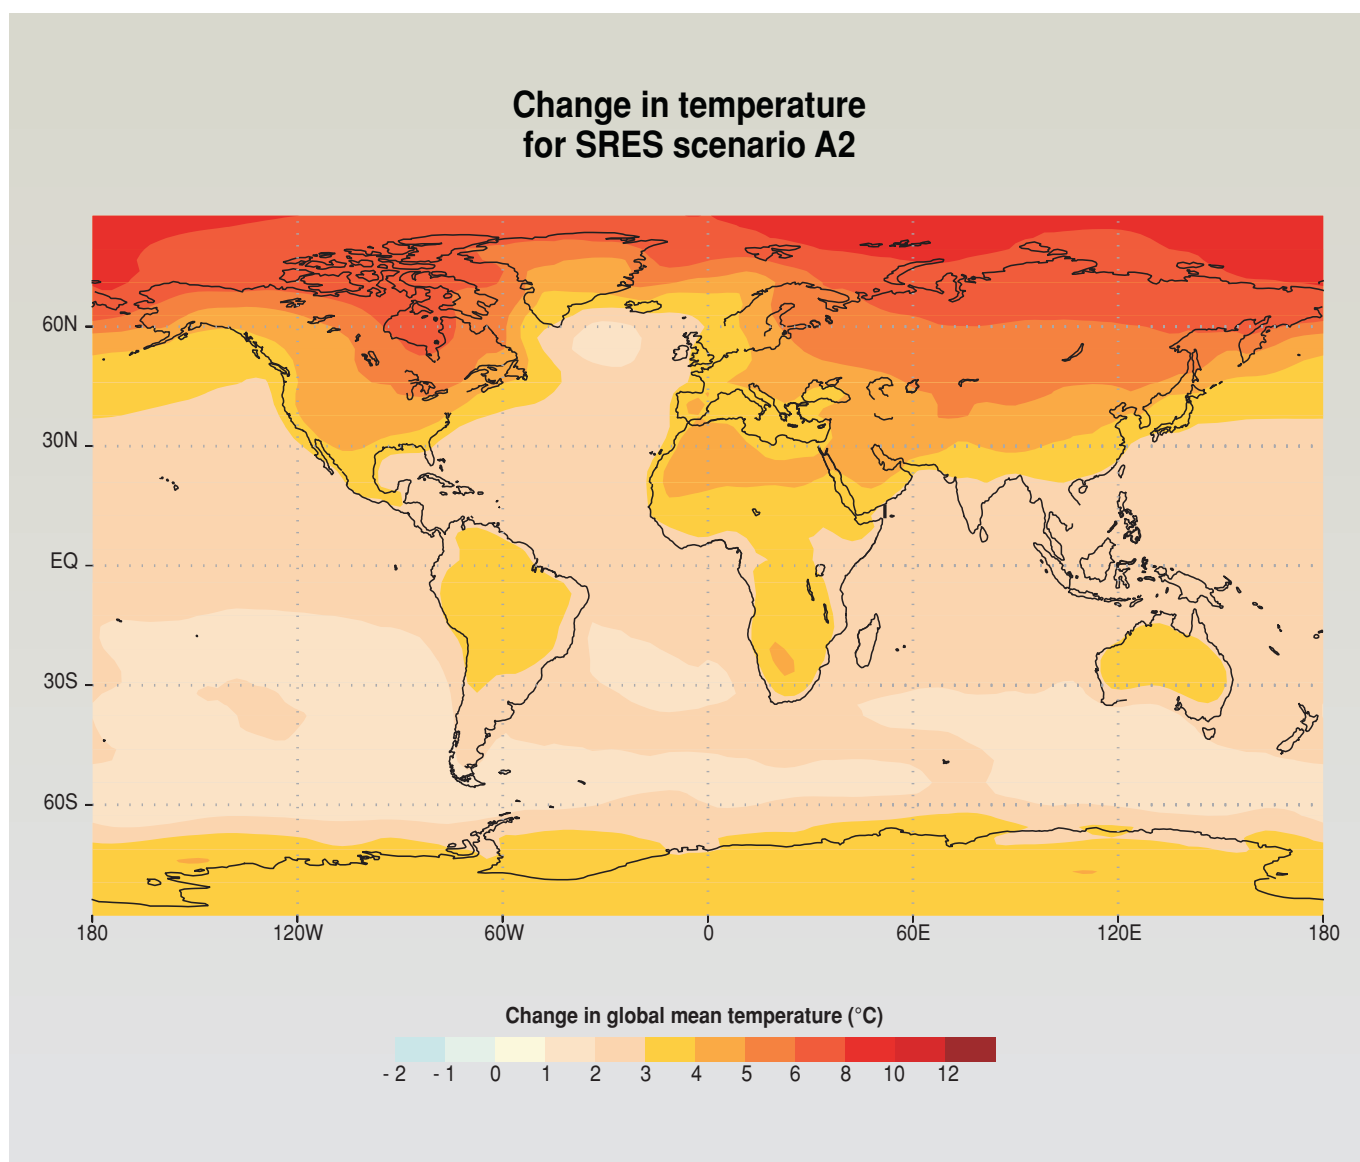 Change in temperature
for SRES scenario A2
60N
30N
EQ
30S
60S
180 120W 60W 0 60E 120E 180
Change in global mean temperature (°C)
- 2 - 1 0 1 2 3 4 5 6 8 10 12